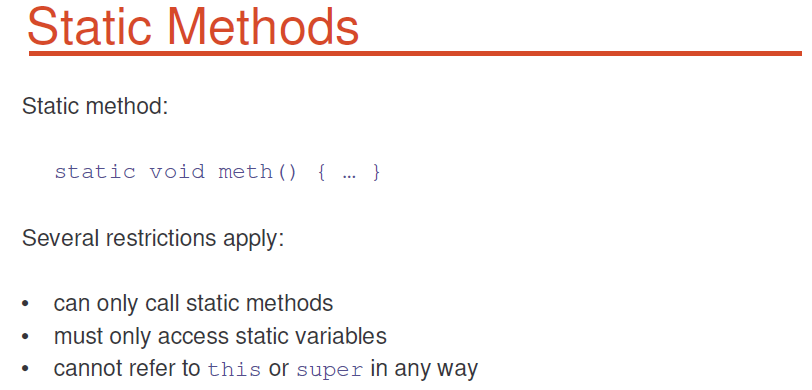 Static Methods
Static method:
static void meth() { … }
Several restrictions apply:
• can only call static methods
• must only access static variables
• cannot refer to this or super in any way